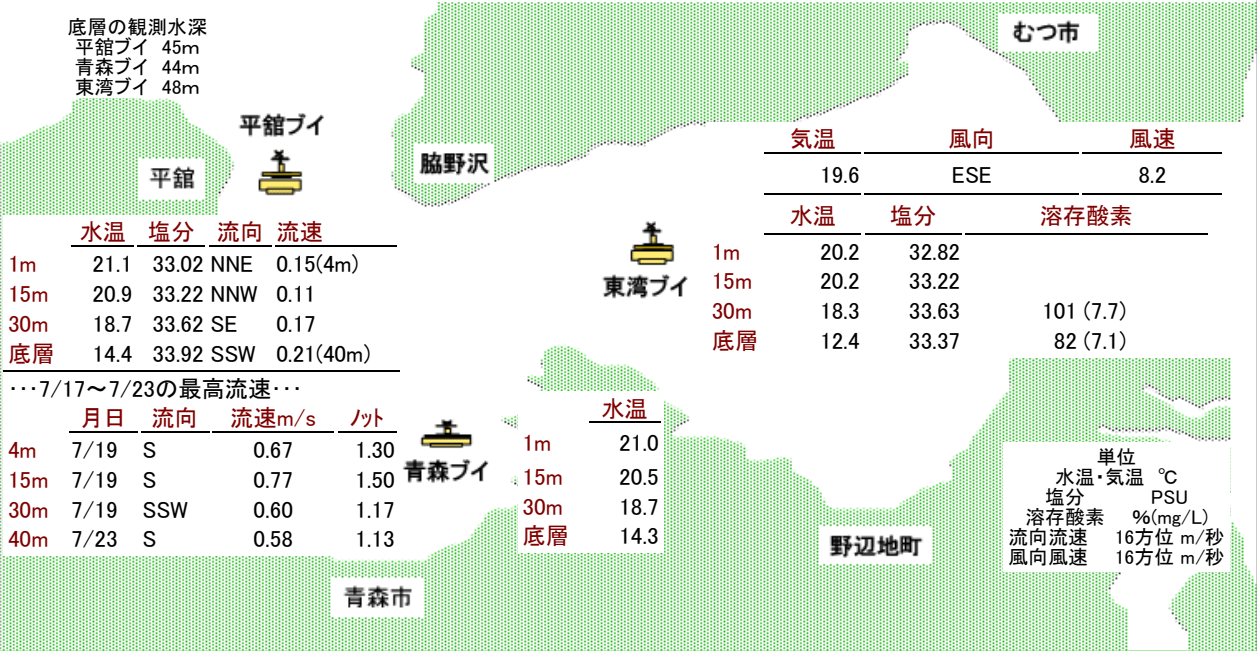 底層の観測水深
平舘ブイ 45m
青森ブイ 44m
東湾ブイ 48m
むつ市
平舘ブイ
平舘
脇野沢
気温 風向 風速
19.6 ESE 8.2
水温 塩分 溶存酸素
1m 20.2 32.82
15m 20.2 33.22
30m 18.3 33.63 101 (7.7)
底層 12.4 33.37 82 (7.1)
東湾ブイ
水温 塩分 流向 流速
1m 21.1 33.02 NNE 0.15(4m)
15m 20.9 33.22 NNW 0.11
30m 18.7 33.62 SE 0.17
底層 14.4 33.92 SSW 0.21(40m)
･･･7/17～7/23の最高流速･･･
月日 流向 流速m/s ﾉｯﾄ
4m 7/19 S 0.67 1.30
15m 7/19 S 0.77 1.50
30m 7/19 SSW 0.60 1.17
40m 7/23 S 0.58 1.13
青森ブイ
水温
1m 21.0
15m 20.5
30m 18.7
底層 14.3
単位
水温・気温 ℃
塩分 PSU
溶存酸素 %(mg/L)
流向流速 16方位 m/秒
風向風速 16方位 m/秒
野辺地町
青森市